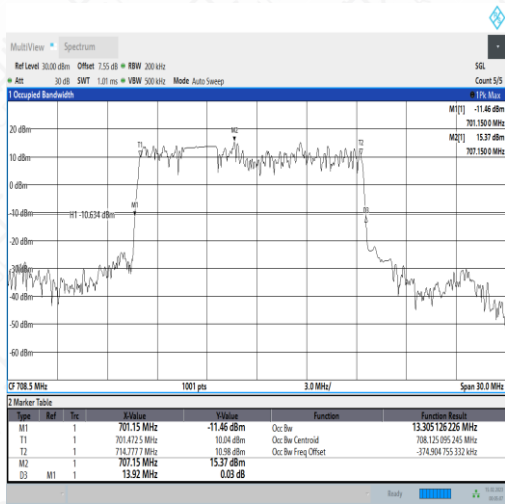 MultiView Spectrum
Ref Level 30.00 dBm Offset 7.55 dB RBW 200 kHz SGL
Att 30 dB SWT 1.01 ms VBW 500 kHz Mode Auto Sweep Count 5/5
1 Occupied Bandwidth 1Pk Max
M1[1] -11.46 dBm
701.150 0 MHz
M2[1] 15.37 dBm
707.150 0 MHz
20 dBm
M2
T1
10 dBm
0 dBm
M1
D3
-10 dBm
H1 -10.634 dBm
-20 dBm
-30 dBm
-40 dBm
-50 dBm
-60 dBm
CF 708.5 MHz 1001 pts 3.0 MHz/ Span 30.0 MHz
2 Marker Table
Type Ref Trc X-Value Y-Value Function Function Result
M1 1 701.15 MHz -11.46 dBm Occ Bw 13.305 126 226 MHz
T1 1 701.472 5 MHz 10.04 dBm Occ Bw Centroid 708.125 095 245 MHz
T2 1 714.777 7 MHz 10.98 dBm Occ Bw Freq Offset -374.904 755 332 kHz
M2 1 707.15 MHz 15.37 dBm
D3 M1 1 13.92 MHz 0.03 dB
Ready